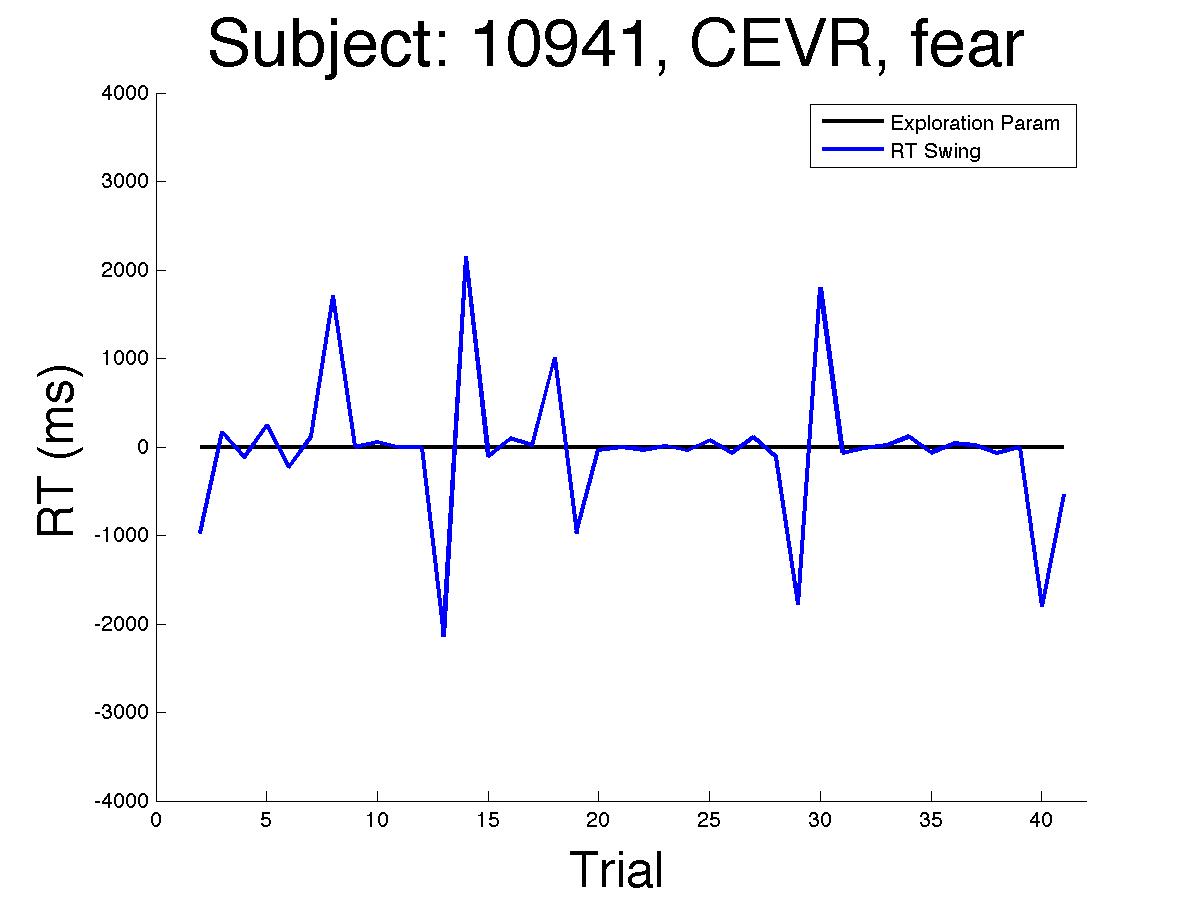 Subject: 10941, CEVR, fear
4000
3000
2000
1000
0
-1000
-2000
-3000
-4000
RT (ms)
Exploration Param
RT Swing
0 5 10 15 20 25 30 35 40
Trial